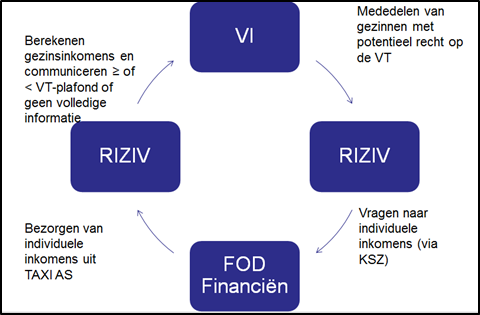 VI
Mededelen van
gezinnen met
potentieel recht op
de VT
RIZIV
Vragen naar
individuele
inkomens (via
KSZ)
FOD
Financiën
Bezorgen van
individuele
inkomens uit
TAXI AS
RIZIV
Berekenen
gezinsinkomens en
communiceren ≥ of
< VT-plafond of
geen volledige
informatie